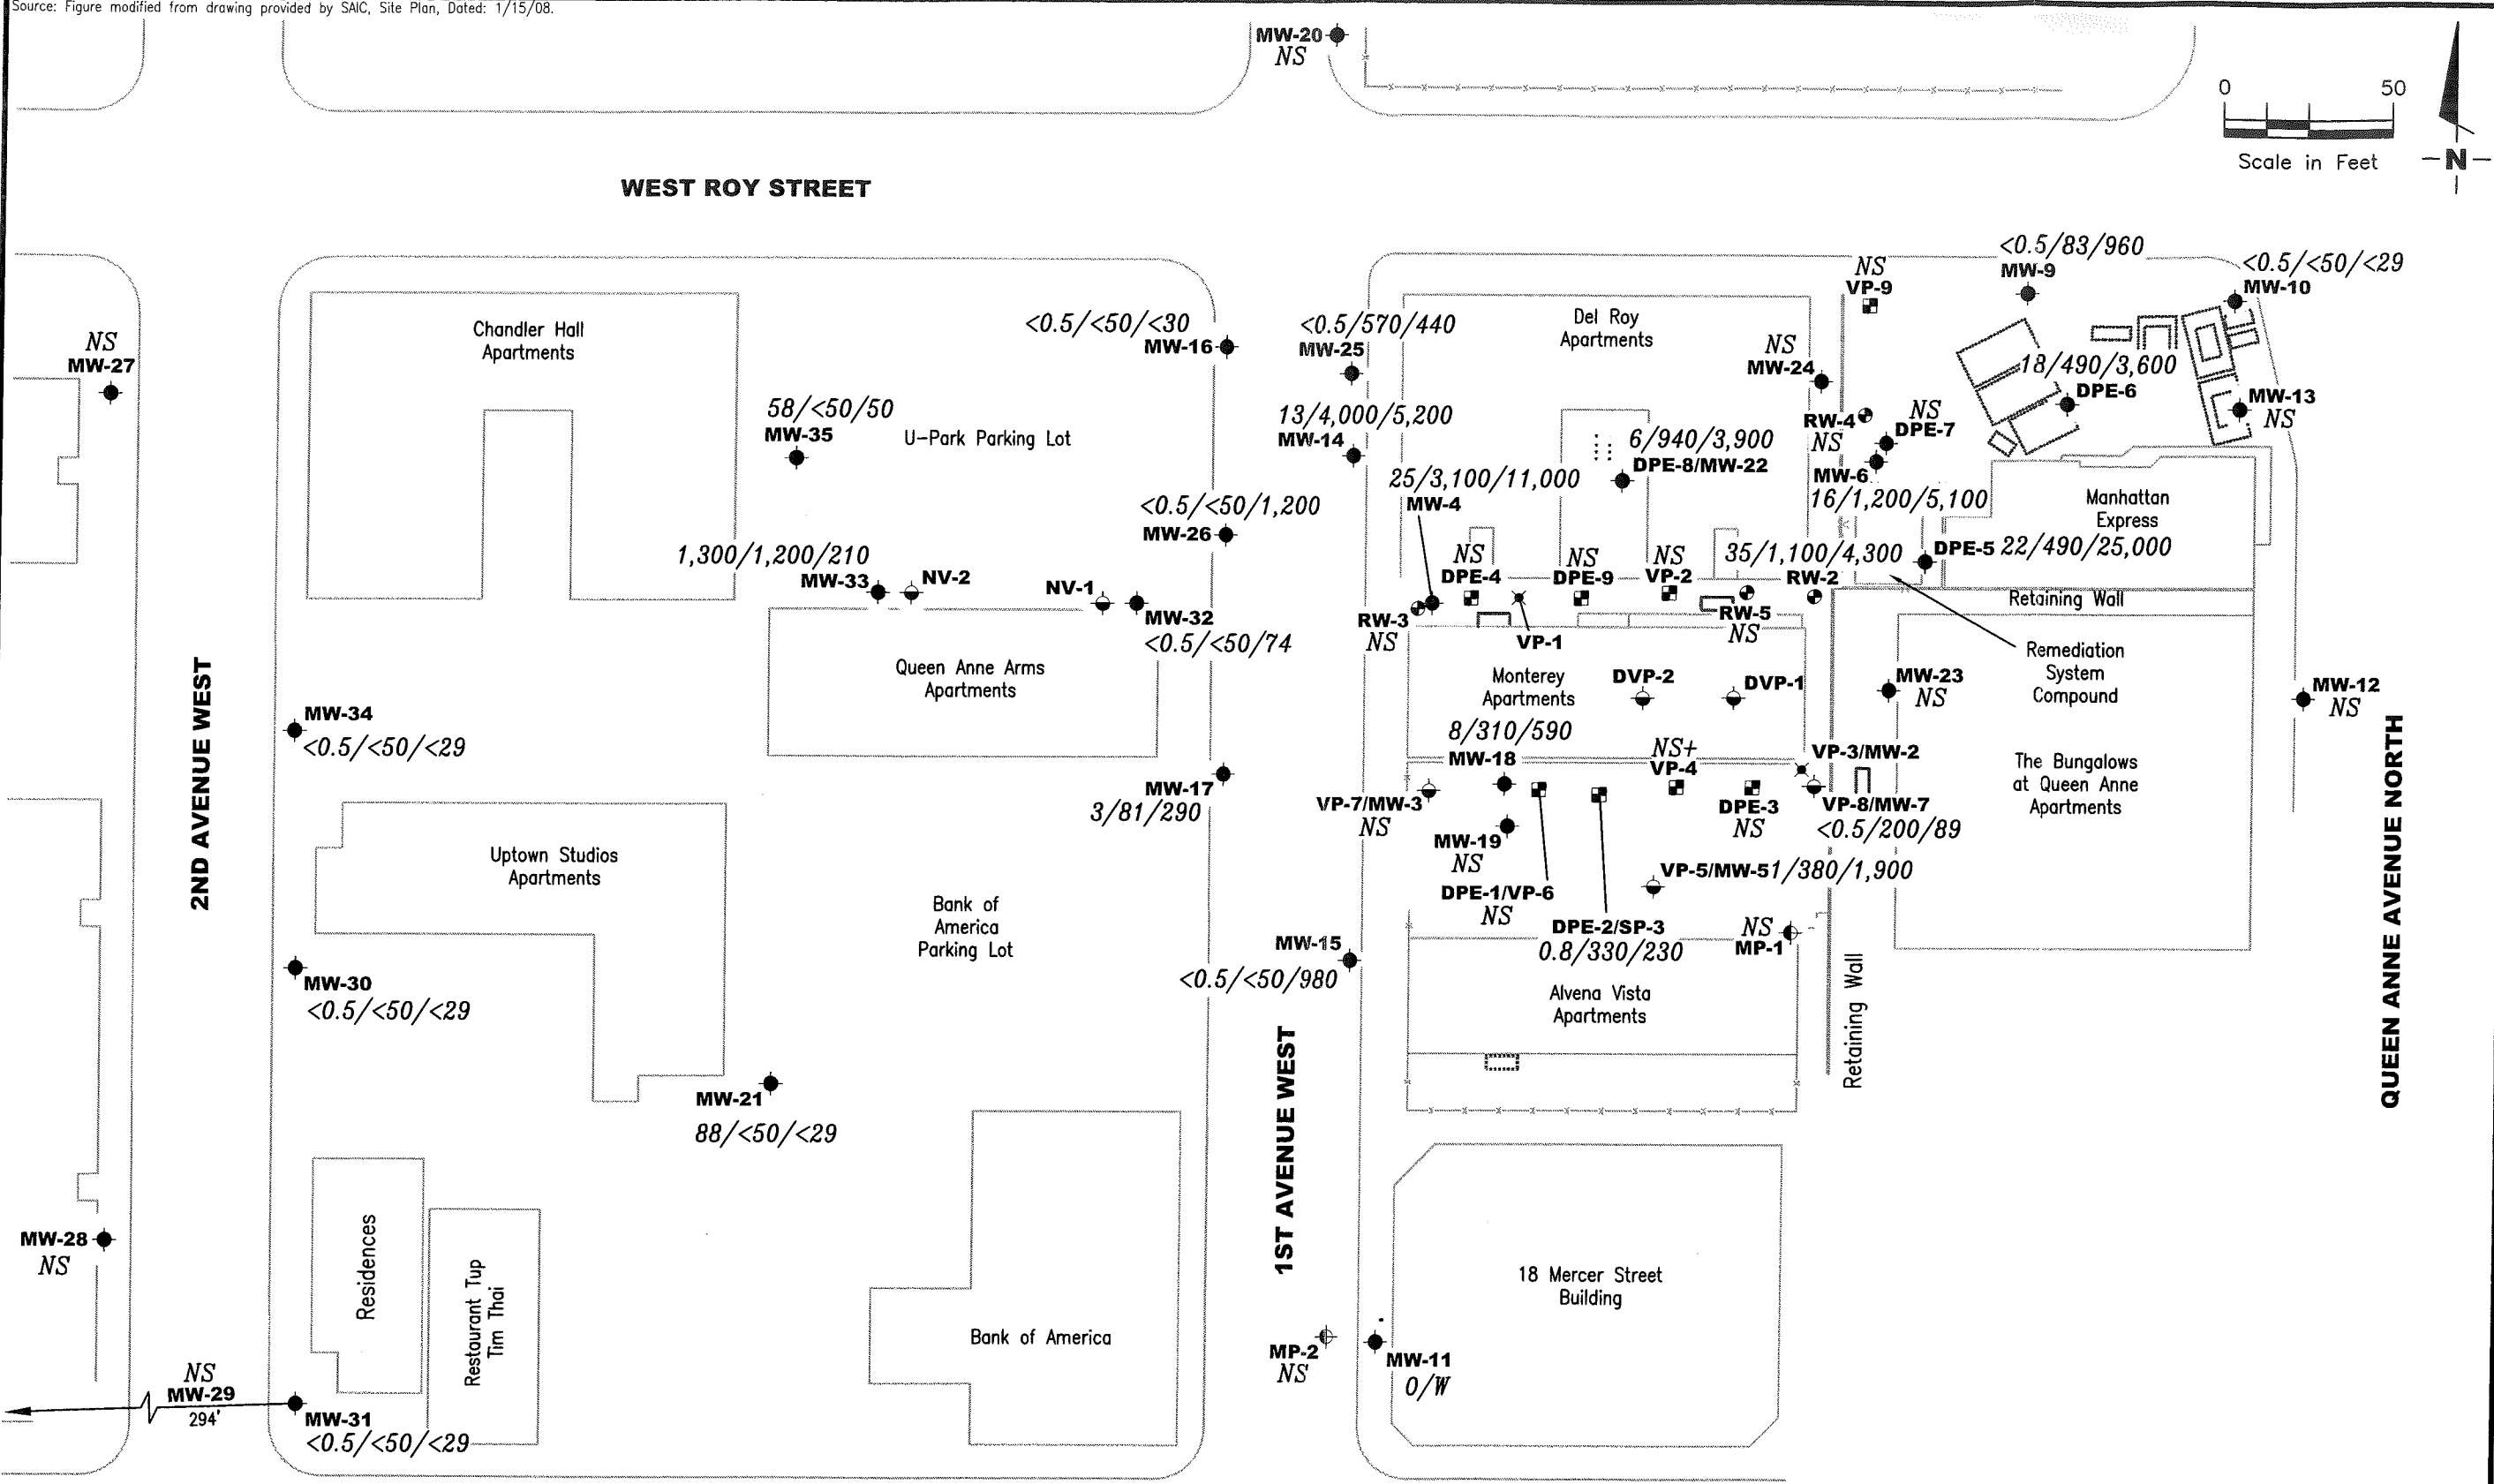 Source: Figure modified from drawing provided by SAIC, Site Plan, Dated: 1/15/08.
MW-20
NS
0 50
Scale in Feet
N
WEST ROY STREET
NS
MW-27
Chandler Hall
Apartments
58/<50/50
MW-35
U-Park Parking Lot
<0.5/<50/<30
MW-16
<0.5/<50/1,200
MW-26
1,300/1,200/210
MW-33
NV-2
NV-1
MW-32
<0.5/<50/74
Queen Anne Arms
Apartments
2ND AVENUE WEST
MW-34
<0.5/<50/<29
MW-17
3/81/290
Uptown Studios
Apartments
Bank of
America
Parking Lot
MW-30
<0.5/<50/<29
MW-21
88/<50/<29
MW-28
NS
Residences
Restaurant Tup
Tim Thai
Bank of America
NS
MW-29
294'
MW-31
<0.5/<50/<29
<0.5/570/440
MW-25
13/4,000/5,200
MW-14
Del Roy
Apartments
NS
MW-24
NS
VP-9
<0.5/83/960
MW-9
<0.5/<50/<29
MW-10
18/490/3,600
DPE-6
MW-13
NS
RW-4
NS
NS
DPE-7
MW-6
16/1,200/5,100
6/940/3,900
DPE-8/MW-22
25/3,100/11,000
MW-4
Manhattan
Express
DPE-5 22/490/25,000
NS
DPE-4
NS
DPE-9
NS
VP-2
35/1,100/4,300
RW-2
RW-3
NS
VP-1
RW-5
NS
Retaining Wall
Remediation
System
Compound
Monterey
Apartments
DVP-2
DVP-1
MW-23
NS
MW-12
NS
8/310/590
MW-18
NS+
VP-4
VP-3/MW-2
The Bungalows
at Queen Anne
Apartments
VP-7/MW-3
NS
DPE-3
NS
VP-8/MW-7
<0.5/200/89
MW-19
NS
VP-5/MW-5 1/380/1,900
DPE-1/VP-6
NS
DPE-2/SP-3
0.8/330/230
NS
MP-1
MW-15
<0.5/<50/980
Alvena Vista
Apartments
Retaining Wall
1ST AVENUE WEST
QUEEN ANNE AVENUE NORTH
18 Mercer Street
Building
MP-2
NS
MW-11
O/W